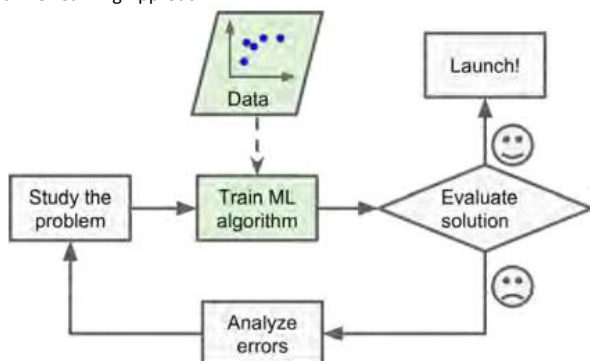 Data
Launch!
Study the
problem
Train ML
algorithm
Evaluate
solution
Analyze
errors